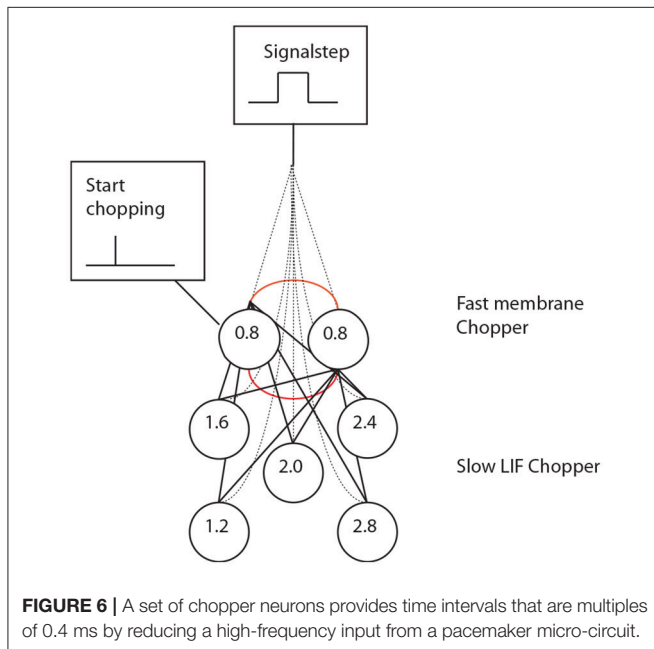 Signalstep
Start
chopping
0.8
0.8
Fast membrane
Chopper
1.6
2.4
2.0
Slow LIF Chopper
1.2
2.8
FIGURE 6 | A set of chopper neurons provides time intervals that are multiples
of 0.4 ms by reducing a high-frequency input from a pacemaker micro-circuit.